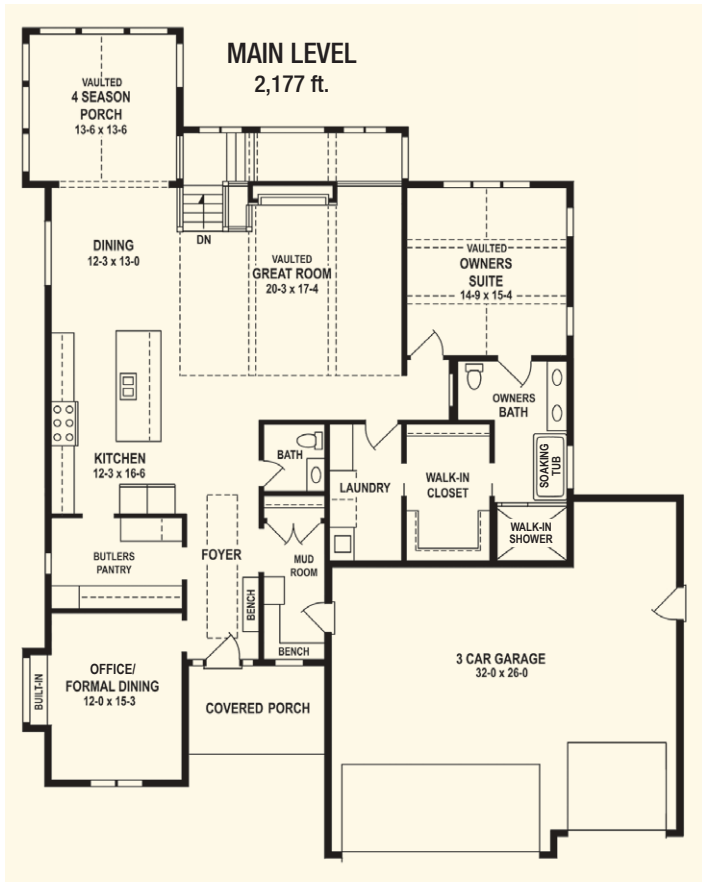 MAIN LEVEL
2,177 ft.
VAULTED
4 SEASON
PORCH
13-6 x 13-6
DN
DINING
12-3 x 13-0
VAULTED
GREAT ROOM
20-3 x 17-4
VAULTED
OWNERS
SUITE
14-9 x 15-4
OWNERS
BATH
SOAKING
TUB
KITCHEN
12-3 x 16-6
BATH
LAUNDRY
WALK-IN
CLOSET
WALK-IN
SHOWER
BUTLERS
PANTRY
FOYER
MUD
ROOM
BENCH
BENCH
OFFICE/
FORMAL DINING
12-0 x 15-3
BUILT-IN
COVERED PORCH
3 CAR GARAGE
32-0 x 26-0